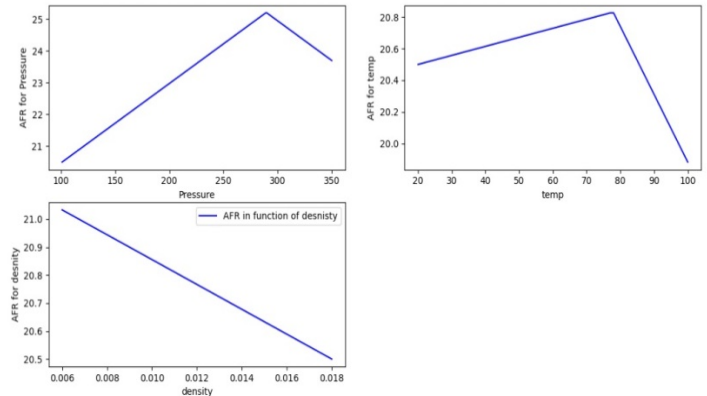 25
24
23
22
21
AFR for Pressure
100 150 200 250 300 350
Pressure
20.8
20.6
20.4
20.2
20.0
AFR for temp
20 30 40 50 60 70 80 90 100
temp
21.0
20.9
20.8
20.7
20.6
20.5
AFR for desnity
AFR in function of desnisty
0.006 0.008 0.010 0.012 0.014 0.016 0.018
density